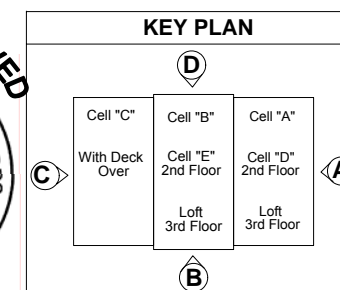 KEY PLAN
D
Cell "C"
With Deck
Over
Cell "B"
Cell "E"
2nd Floor
Loft
3rd Floor
Cell "A"
Cell "D"
2nd Floor
Loft
3rd Floor
C
A
B